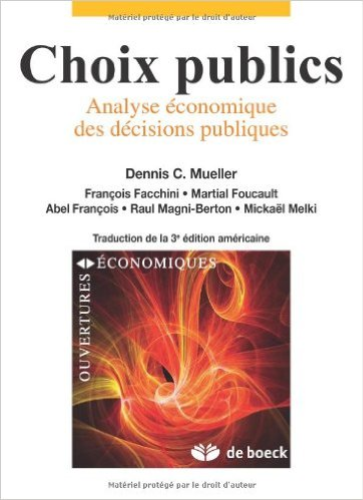 Matériel protégé par le droit d'auteur
Choix publics
Analyse économique
des décisions publiques
Dennis C. Mueller
François Facchini • Martial Foucault
Abel François • Raul Magni-Berton • Mickaël Melki
Traduction de la 3e édition américaine
OUVERTURES
ÉCONOMIQUES
de boeck
Matériel protégé par le droit d'auteur